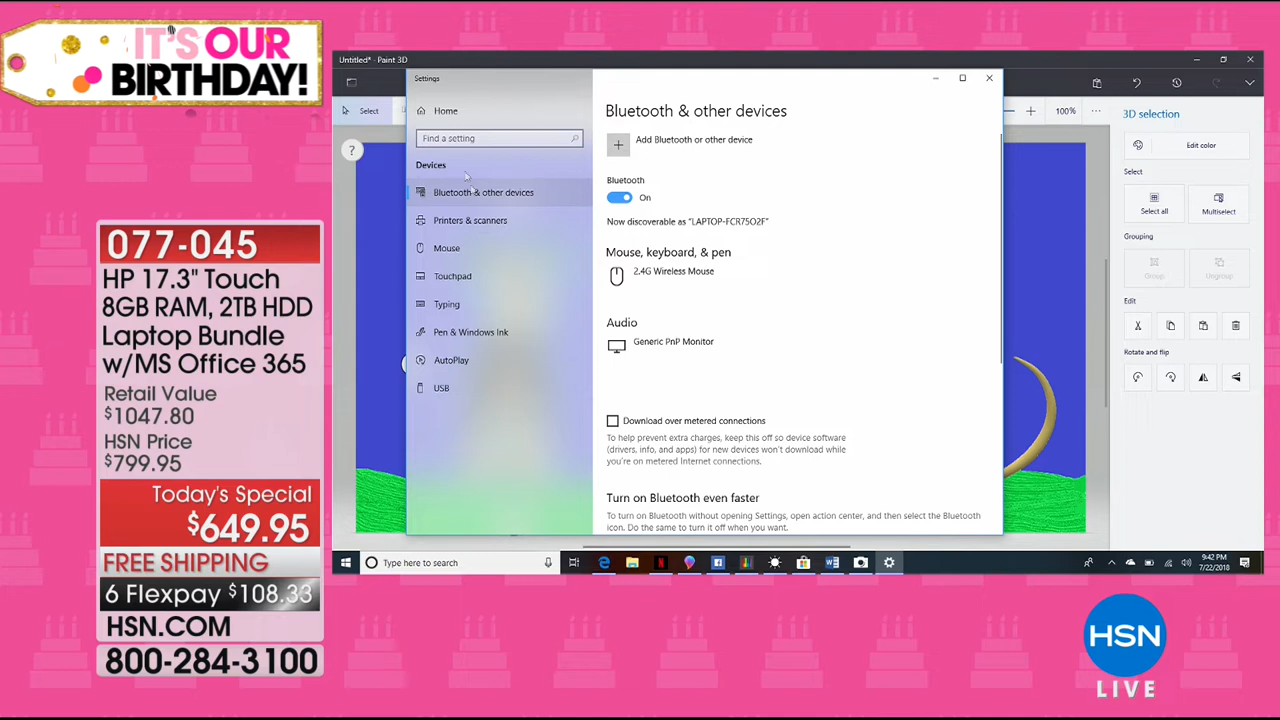 IT'S OUR
BIRTHDAY!
077-045
HP 17.3" Touch
8GB RAM, 2TB HDD
Laptop Bundle
w/MS Office 365
Retail Value
$1047.80
HSN Price
$799.95
Today's Special
$649.95
FREE SHIPPING
6 Flexpay $108.33
HSN.COM
800-284-3100
Untitled* - Paint 3D
Select
100%
?
Settings
Home
Find a setting
Devices
Bluetooth & other devices
Printers & scanners
Mouse
Touchpad
Typing
Pen & Windows Ink
AutoPlay
USB
Bluetooth & other devices
Add Bluetooth or other device
Bluetooth
On
Now discoverable as "LAPTOP-FCR75O2F"
Mouse, keyboard, & pen
2.4G Wireless Mouse
Audio
Generic PnP Monitor
Download over metered connections
To help prevent extra charges, keep this off so device software
(drivers, info, and apps) for new devices won't download while
you're on metered Internet connections.
Turn on Bluetooth even faster
To turn on Bluetooth without opening Settings, open action center, and then select the Bluetooth
icon. Do the same to turn it off when you want.
3D selection
Edit color
Select
Select all
Multiselect
Grouping
Group
Ungroup
Edit
Rotate and flip
Type here to search
9:42 PM
7/22/2018
HSN
LIVE